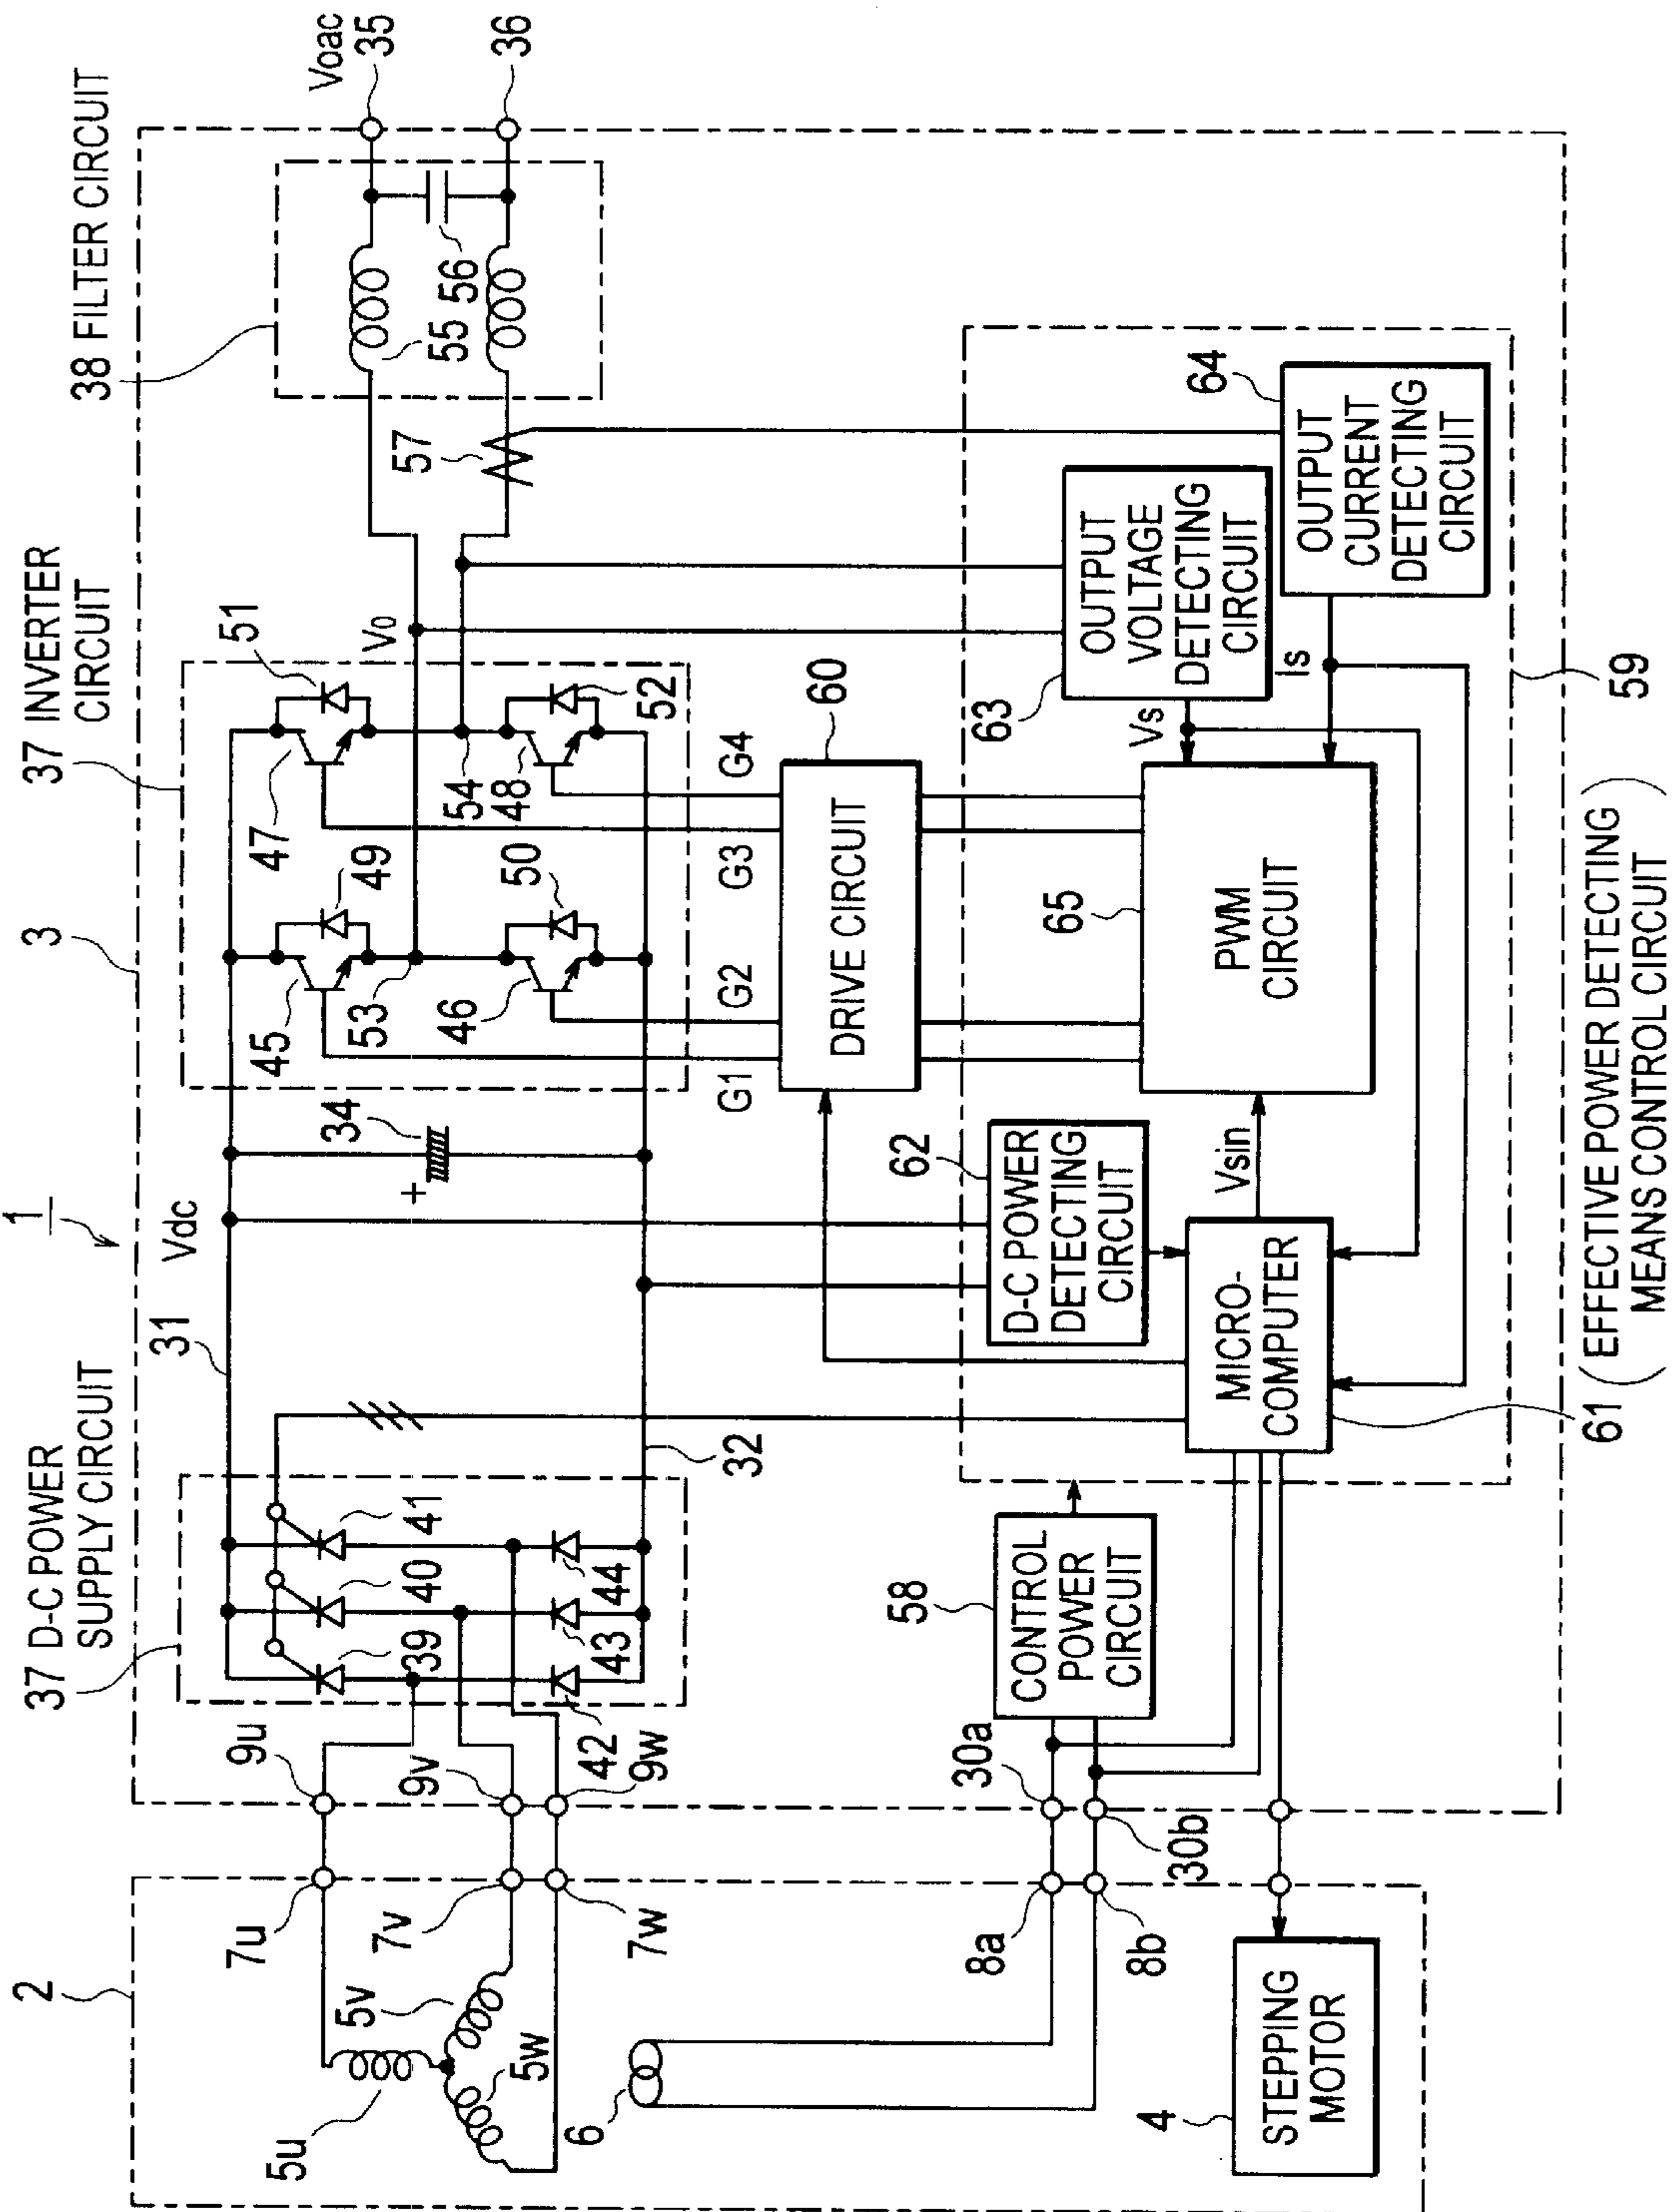 1
2
3
37 D-C POWER
SUPPLY CIRCUIT
31
Vdc
37 INVERTER
CIRCUIT
38 FILTER CIRCUIT
Voac
35
36
7u
9u
5u
5v
5w
7v
9v
7w
9w
39
40
41
42
43
44
32
34
+
45
49
53
46
50
47
51
V0
54
48
52
57
55
56
G1
G2
G3
G4
6
8a
30a
8b
30b
58
CONTROL
POWER
CIRCUIT
62
D-C POWER
DETECTING
CIRCUIT
DRIVE CIRCUIT
60
63
OUTPUT
VOLTAGE
DETECTING
CIRCUIT
64
OUTPUT
CURRENT
DETECTING
CIRCUIT
4
STEPPING
MOTOR
MICRO-
COMPUTER
Vsin
65
PWM
CIRCUIT
Vs
Is
59
61
(EFFECTIVE POWER DETECTING
MEANS CONTROL CIRCUIT)